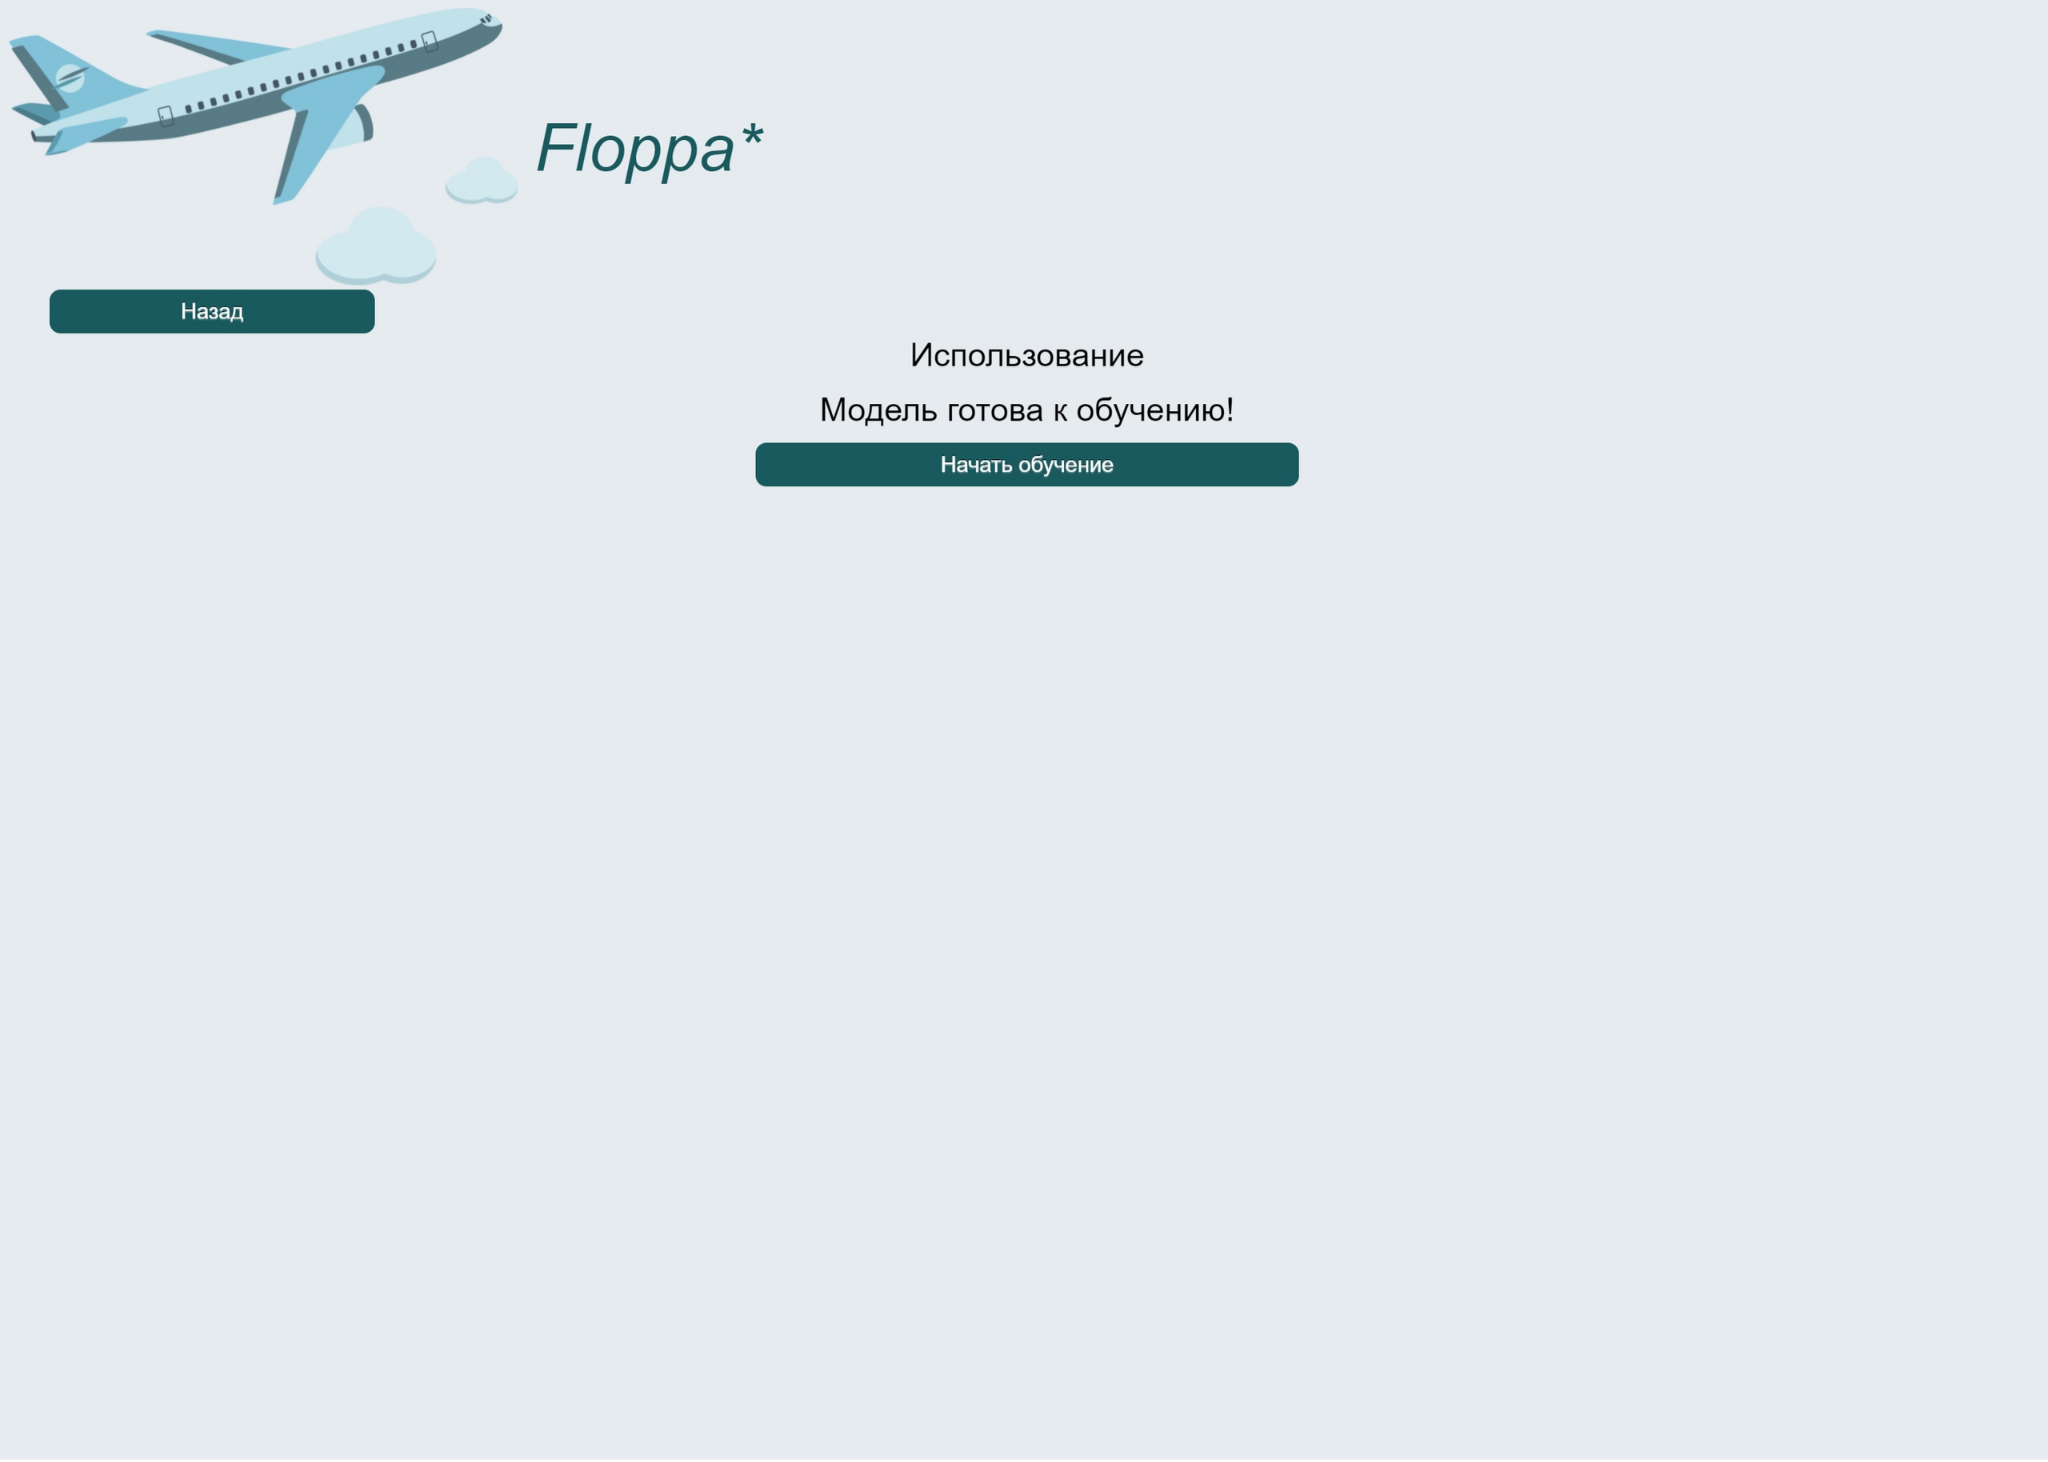 Floppa*
Назад
Использование
Модель готова к обучению!
Начать обучение